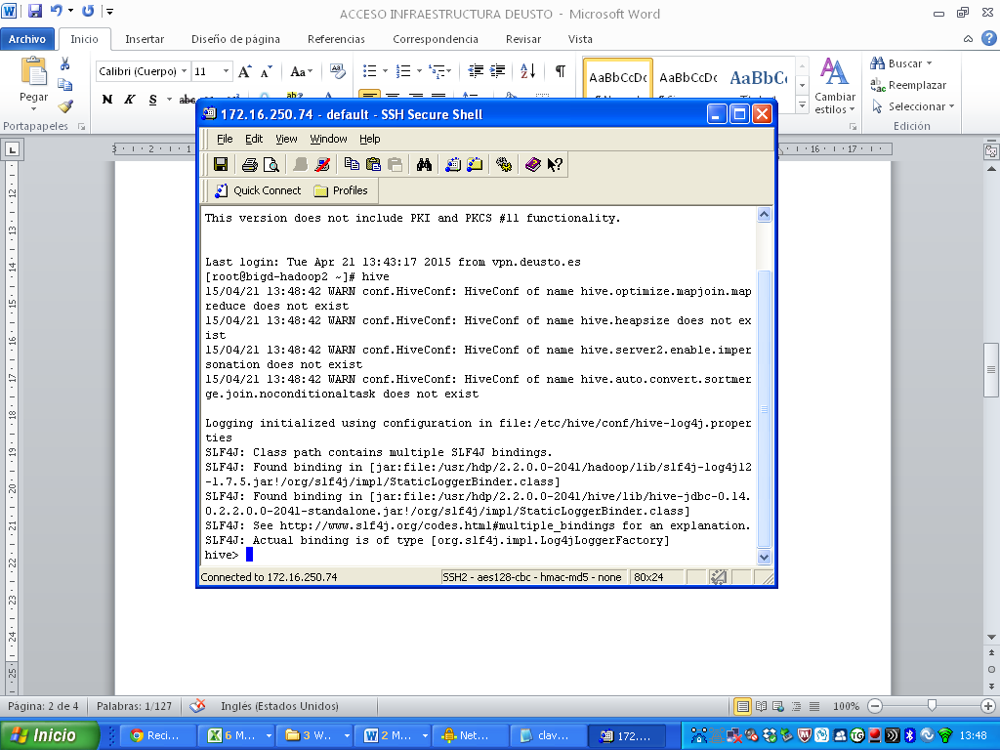 ACCESO INFRAESTRUCTURA DEUSTO - Microsoft Word
Archivo Inicio Insertar Diseño de página Referencias Correspondencia Revisar Vista
Pegar
Portapapeles
Calibri (Cuerpo) 11
N K S abc
AaBbCcDc AaBbCcDc AaBbCc
Cambiar
estilos
Buscar
Reemplazar
Seleccionar
Edición
172.16.250.74 - default - SSH Secure Shell
File Edit View Window Help
Quick Connect Profiles
This version does not include PKI and PKCS #11 functionality.
Last login: Tue Apr 21 13:43:17 2015 from vpn.deusto.es
[root@bigd-hadoop2 ~]# hive
15/04/21 13:48:42 WARN conf.HiveConf: HiveConf of name hive.optimize.mapjoin.map
reduce does not exist
15/04/21 13:48:42 WARN conf.HiveConf: HiveConf of name hive.heapsize does not ex
ist
15/04/21 13:48:42 WARN conf.HiveConf: HiveConf of name hive.server2.enable.imper
sonation does not exist
15/04/21 13:48:42 WARN conf.HiveConf: HiveConf of name hive.auto.convert.sortmer
ge.join.noconditionaltask does not exist
Logging initialized using configuration in file:/etc/hive/conf/hive-log4j.proper
ties
SLF4J: Class path contains multiple SLF4J bindings.
SLF4J: Found binding in [jar:file:/usr/hdp/2.2.0.0-2041/hadoop/lib/slf4j-log4j12
-1.7.5.jar!/org/slf4j/impl/StaticLoggerBinder.class]
SLF4J: Found binding in [jar:file:/usr/hdp/2.2.0.0-2041/hive/lib/hive-jdbc-0.14.
0.2.2.0.0-2041-standalone.jar!/org/slf4j/impl/StaticLoggerBinder.class]
SLF4J: See http://www.slf4j.org/codes.html#multiple_bindings for an explanation.
SLF4J: Actual binding is of type [org.slf4j.impl.Log4jLoggerFactory]
hive>
Connected to 172.16.250.74 SSH2 - aes128-cbc - hmac-md5 - none 80x24
Página: 2 de 4 Palabras: 1/127 Inglés (Estados Unidos) 100%
Inicio Reci... 6 M... 3 W... 2 M... Net... clav... 172.... 13:48